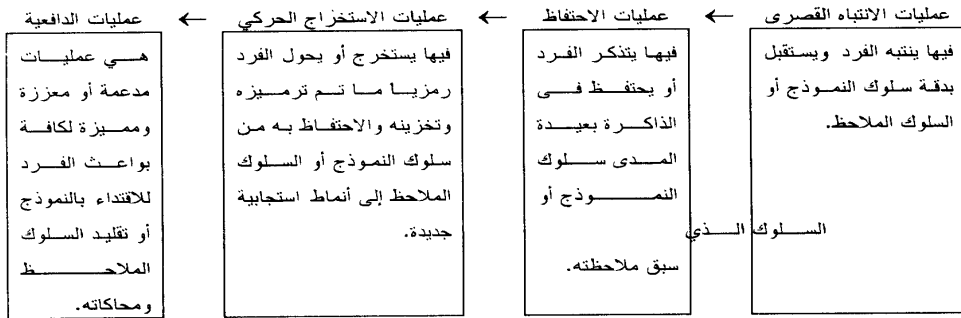 عمليات الانتباه القصرى ← عمليات الاحتفاظ ← عمليات الاستخراج الحركي ← عمليات الدافعية
فيها ينتبه الفرد ويستقبل
بدقة سلوك النموذج أو
السلوك الملاحظ.
فيها يتذكر الفرد
أو يحتفظ فى
الذاكرة بعيدة
المدى سلوك
النموذج أو
السلوك الذي
سبق ملاحظته.
فيها يستخرج أو يحول الفرد
رمزيا ما تم ترميزه
وتخزينه والاحتفاظ به من
سلوك النموذج أو السلوك
الملاحظ إلى أنماط استجابية
جديدة.
هي عمليات
مدعمة أو معززة
ومميزة لكافة
بواعث الفرد
للاقتداء بالنموذج
أو تقليد السلوك
الملاحظ
ومحاكاته.